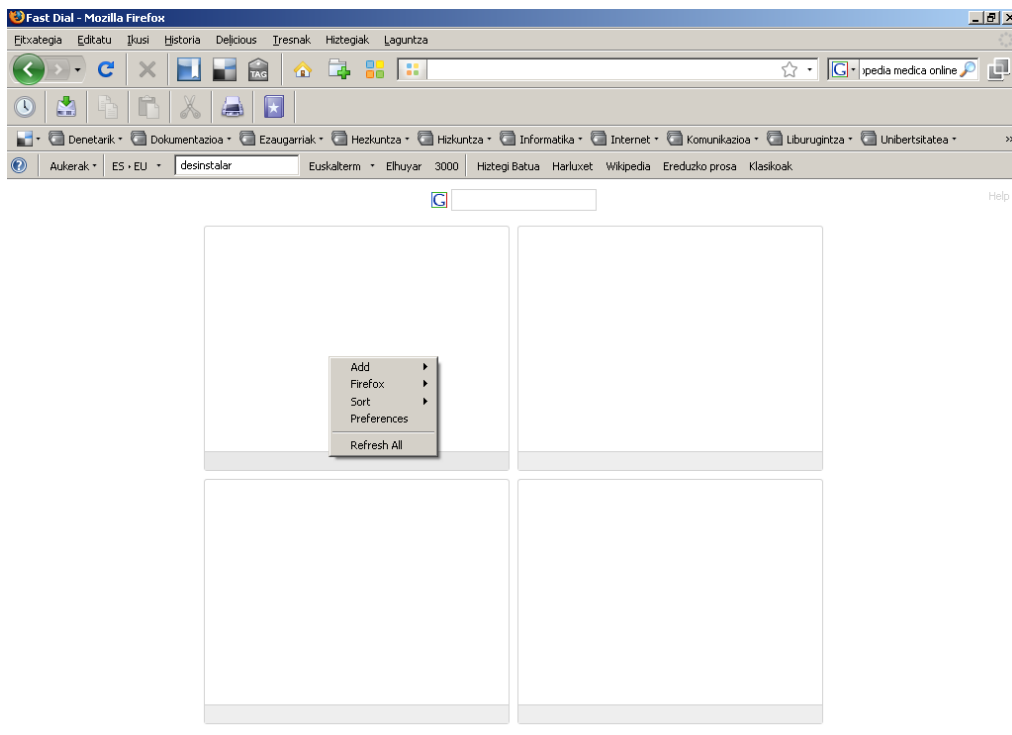 Fast Dial - Mozilla Firefox
Fitxategia Editatu Ikusi Historia Delicious Tresnak Hiztegiak Laguntza
TAG G medica online
Denetarik Dokumentazioa Ezaugarriak Hezkuntza Hizkuntza Informatika Internet Komunikazioa Liburugintza Unibertsitatea »
? Aukerak ES › EU desinstalar Euskalterm Elhuyar 3000 Hiztegi Batua Harluxet Wikipedia Ereduzko prosa Klasikoak
G Help
Add
Firefox
Sort
Preferences
Refresh All